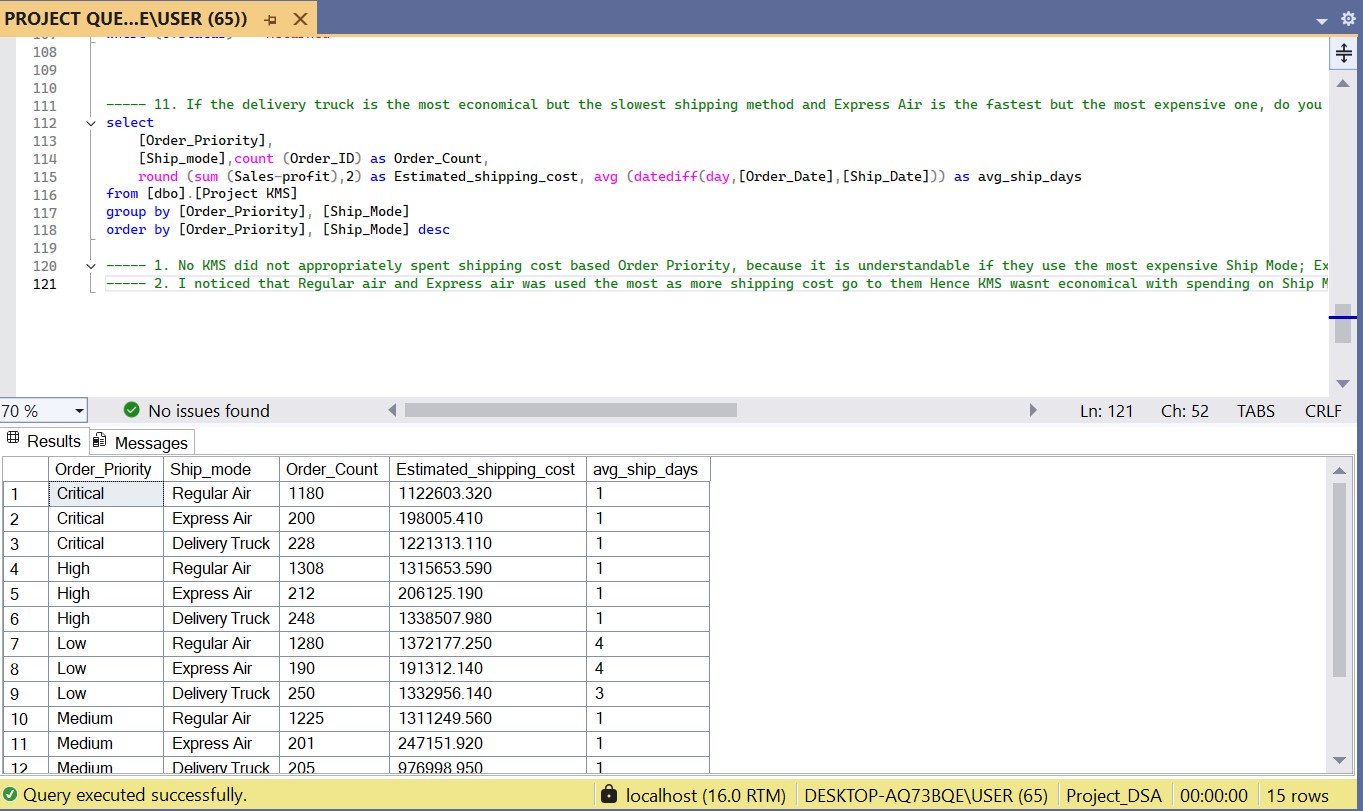 PROJECT QUE...E\USER (65))
108
109
110
111 ----- 11. If the delivery truck is the most economical but the slowest shipping method and Express Air is the fastest but the most expensive one, do you
112 select
113 [Order_Priority],
114 [Ship_mode],count (Order_ID) as Order_Count,
115 round (sum (Sales-profit),2) as Estimated_shipping_cost, avg (datediff(day,[Order_Date],[Ship_Date])) as avg_ship_days
116 from [dbo].[Project KMS]
117 group by [Order_Priority], [Ship_Mode]
118 order by [Order_Priority], [Ship_Mode] desc
119
120 ----- 1. No KMS did not appropriately spent shipping cost based Order Priority, because it is understandable if they use the most expensive Ship Mode; Ex
121 ----- 2. I noticed that Regular air and Express air was used the most as more shipping cost go to them Hence KMS wasnt economical with spending on Ship M
70 % No issues found Ln: 121 Ch: 52 TABS CRLF
Results Messages
Order_Priority Ship_mode Order_Count Estimated_shipping_cost avg_ship_days
1 Critical Regular Air 1180 1122603.320 1
2 Critical Express Air 200 198005.410 1
3 Critical Delivery Truck 228 1221313.110 1
4 High Regular Air 1308 1315653.590 1
5 High Express Air 212 206125.190 1
6 High Delivery Truck 248 1338507.980 1
7 Low Regular Air 1280 1372177.250 4
8 Low Express Air 190 191312.140 4
9 Low Delivery Truck 250 1332956.140 3
10 Medium Regular Air 1225 1311249.560 1
11 Medium Express Air 201 247151.920 1
12 Medium Delivery Truck 205 976998.950 1
Query executed successfully. localhost (16.0 RTM) DESKTOP-AQ73BQE\USER (65) Project_DSA 00:00:00 15 rows